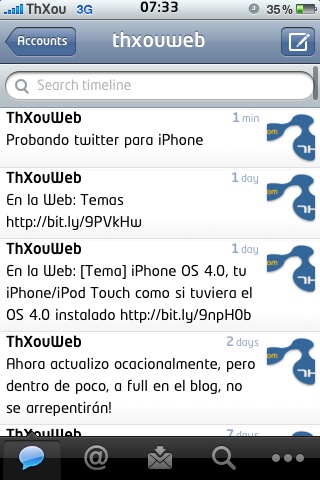 ThXou 3G 07:33 35%
Accounts thxouweb
Search timeline
ThXouWeb 1 min
Probando twitter para iPhone
ThXouWeb 1 day
En la Web: Temas
http://bit.ly/9PVkHw
ThXouWeb 1 day
En la Web: [Tema] iPhone OS 4.0, tu
iPhone/iPod Touch como si tuviera el
OS 4.0 instalado http://bit.ly/9npH0b
ThXouWeb 2 days
Ahora actualizo ocacionalmente, pero
dentro de poco, a full en el blog, no
se arrepentirán!
ThXouWeb 7 days